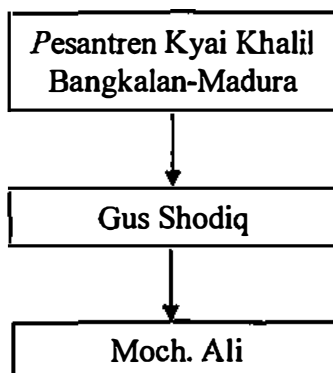 Pesantren Kyai Khalil
Bangkalan-Madura
Gus Shodiq
Moch. Ali